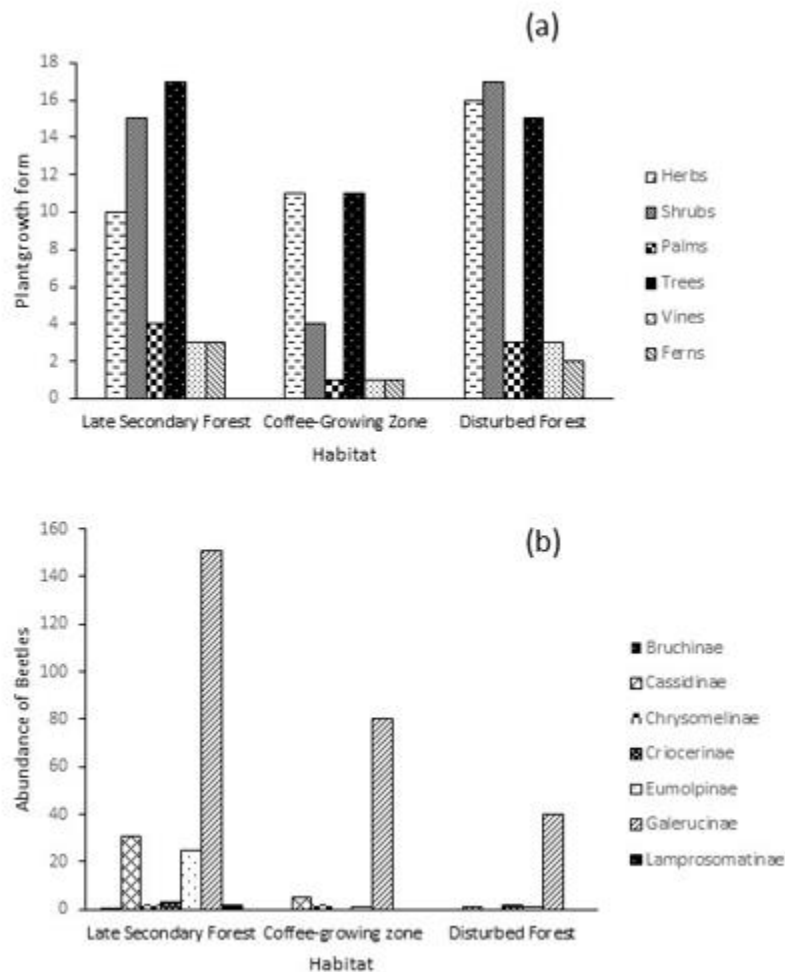 (a)
18
16
14
12
10
8
6
4
2
0
Plantgrowth form
Late Secondary Forest
Coffee-Growing Zone
Disturbed Forest
Habitat
Herbs
Shrubs
Palms
Trees
Vines
Ferns
(b)
160
140
120
100
80
60
40
20
0
Abundance of Beetles
Late Secondary Forest
Coffee-growing zone
Disturbed Forest
Habitat
Bruchinae
Cassidinae
Chrysomelinae
Criocerinae
Eumolpinae
Galerucinae
Lamprosomatinae